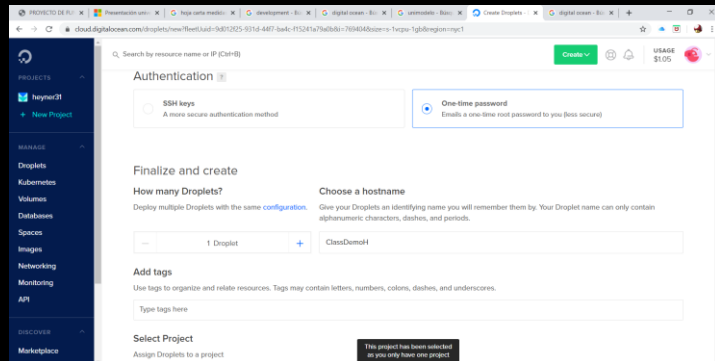 PROYECTO DE FU
Presentación unive
hoja carta medida
development - Bú
digital ocean - Bús
unimodelo - Búsq
Create Droplets -
digital ocean - Bús
cloud.digitalocean.com/droplets/new?fleetUuid=9d012f25-931d-44f7-ba4c-f15241a79a0b&i=769404&size=s-1vcpu-1gb&region=nyc1
Search by resource name or IP (Ctrl+B)
Create
USAGE
$1.05
PROJECTS
heyner31
+ New Project
MANAGE
Droplets
Kubernetes
Volumes
Databases
Spaces
Images
Networking
Monitoring
API
DISCOVER
Marketplace
Authentication ?
SSH keys
A more secure authentication method
One-time password
Emails a one-time root password to you (less secure)
Finalize and create
How many Droplets?
Deploy multiple Droplets with the same configuration.
1 Droplet
Choose a hostname
Give your Droplets an identifying name you will remember them by. Your Droplet name can only contain
alphanumeric characters, dashes, and periods.
ClassDemoH
Add tags
Use tags to organize and relate resources. Tags may contain letters, numbers, colons, dashes, and underscores.
Type tags here
Select Project
Assign Droplets to a project
This project has been selected
as you only have one project